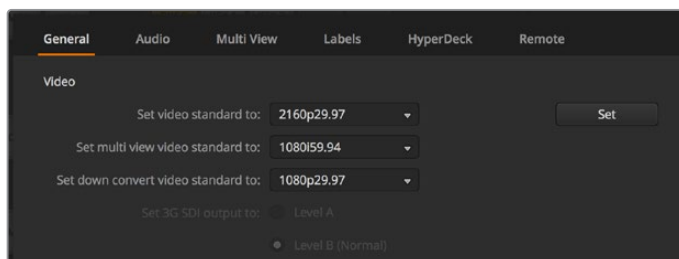 General Audio Multi View Labels HyperDeck Remote
Video
Set video standard to: 2160p29.97 Set
Set multi view video standard to: 1080i59.94
Set down convert video standard to: 1080p29.97
Set 3G SDI output to: Level A
Level B (Normal)